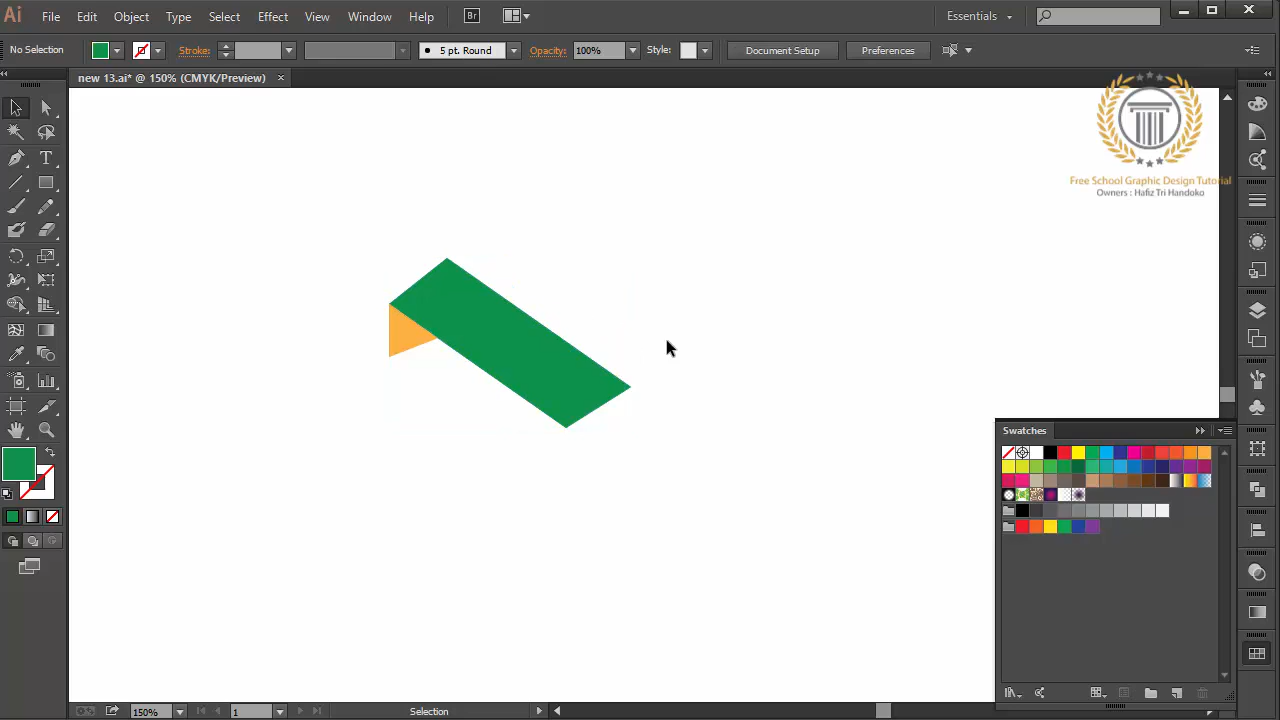 Ai File Edit Object Type Select Effect View Window Help Br Essentials
No Selection Stroke: 5 pt. Round Opacity: 100% Style: Document Setup Preferences
new 13.ai* @ 150% (CMYK/Preview) ×
Free School Graphic Design Tutorial
Owners : Hafiz Tri Handoko
Swatches
150% 1 Selection